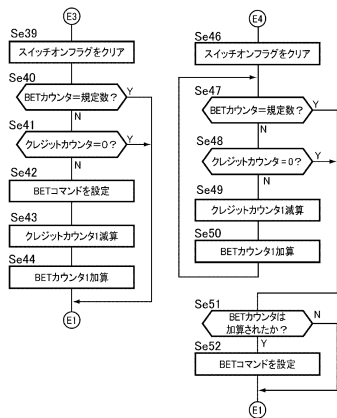 E3
Se39
スイッチオンフラグをクリア
Se40
BETカウンタ＝規定数？
Y
N
Se41
クレジットカウンタ＝0？
Y
N
Se42
BETコマンドを設定
Se43
クレジットカウンタ1減算
Se44
BETカウンタ1加算
E1
E4
Se46
スイッチオンフラグをクリア
Se47
BETカウンタ＝規定数？
Y
N
Se48
クレジットカウンタ＝0？
Y
N
Se49
クレジットカウンタ1減算
Se50
BETカウンタ1加算
Se51
BETカウンタは
加算されたか？
N
Y
Se52
BETコマンドを設定
E1